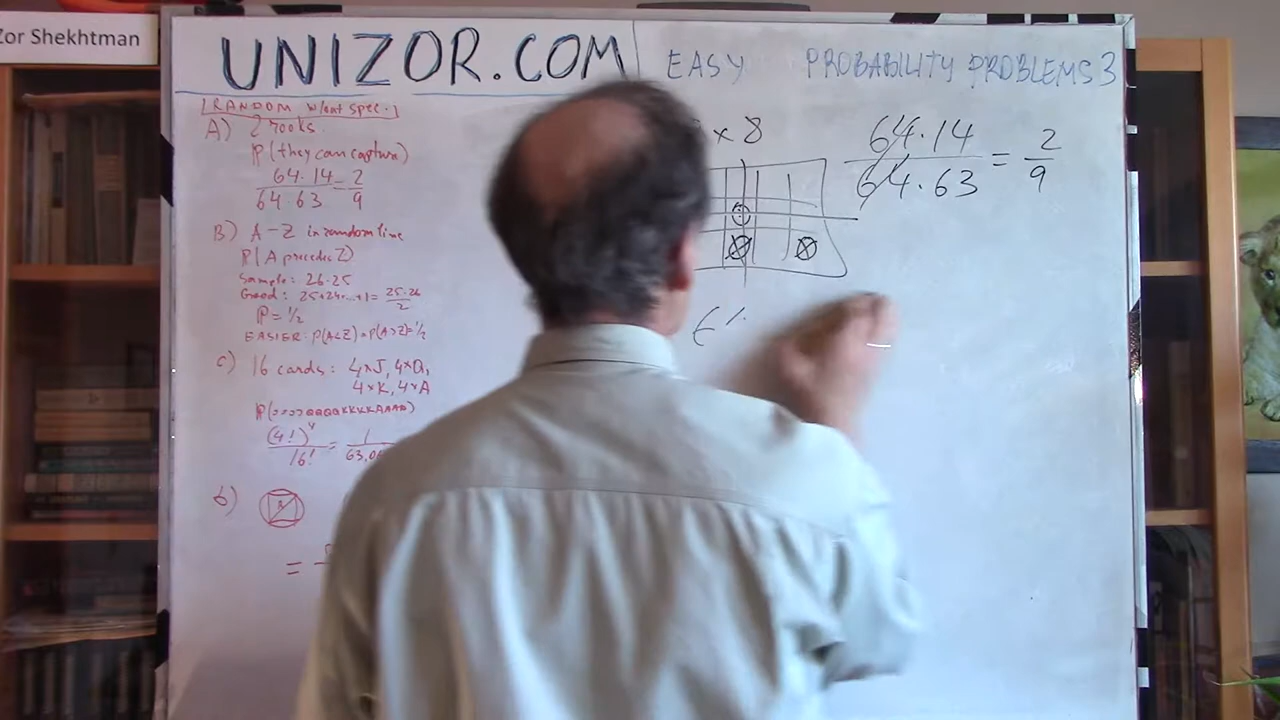 Zor Shekhtman
UNIZOR.COM
EASY PROBABILITY PROBLEMS 3
[RANDOM w/out spec.]
A) 2 rooks.
P(they can capture)
64·14
64·63
= 2
9
B) A-Z in random line
P(A precedes Z)
Sample: 26·25
Good: 25+24+...+1= 25·26
2
P = 1/2
EASIER: P(A<Z)=P(A>Z)=1/2
C) 16 cards: 4×J, 4×Q,
4×K, 4×A
P(JJJJQQQQKKKKAAAA)
(4!)⁴
16!
= 1
× 8
64·14
64·63
= 2
9